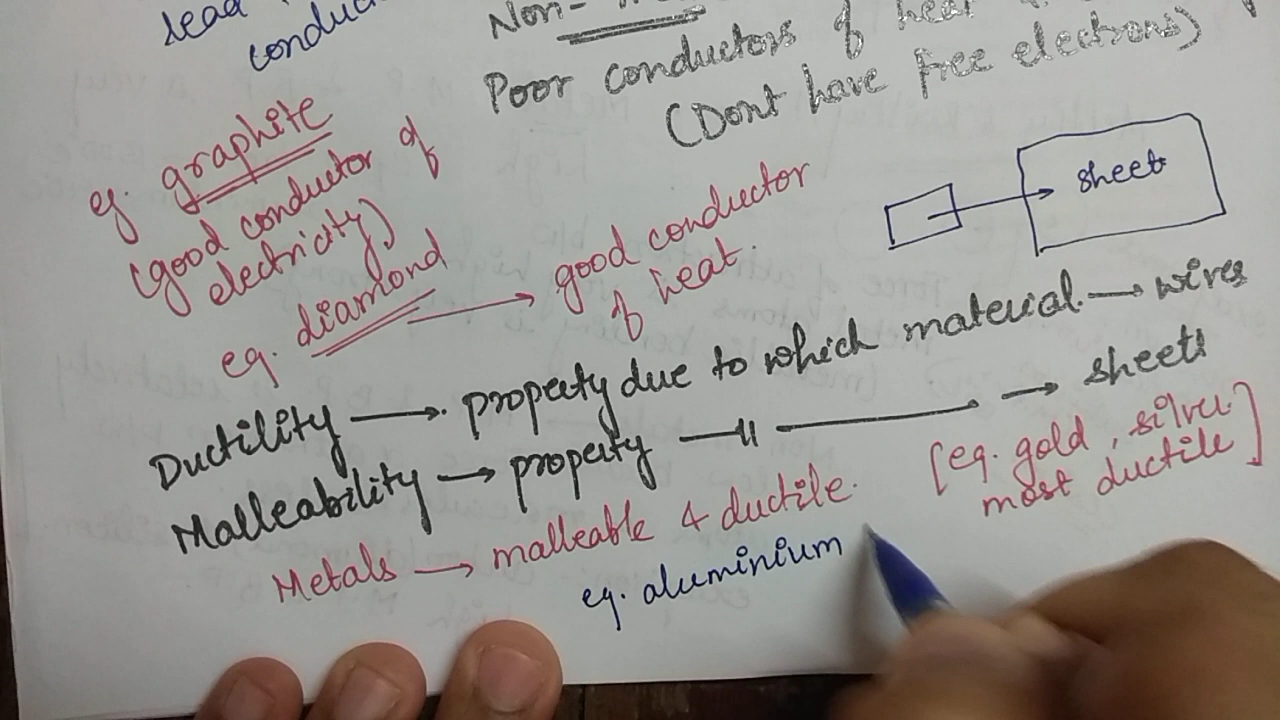 lead
conduc
Non-
Poor conductors of heat
(Dont have free electrons)
eg. graphite
(good conductor of
electricity)
eg. diamond → good conductor
of heat.
sheet
Ductility → property due to which material → wires
Malleability → property —〃— → sheets
[eg. gold, silver.
most ductile]
Metals → malleable & ductile.
eg. aluminium